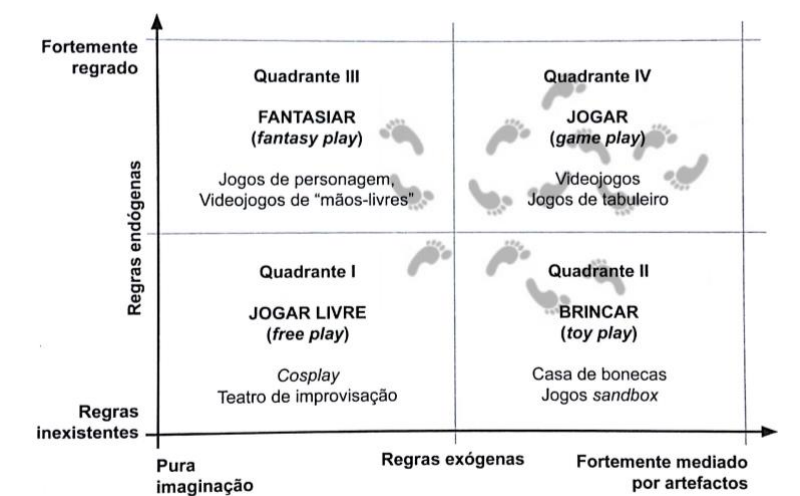 Fortemente
regrado
Quadrante III
FANTASIAR
(fantasy play)
Jogos de personagem,
Videojogos de “mãos-livres”
Quadrante IV
JOGAR
(game play)
Videojogos
Jogos de tabuleiro
Regras endógenas
Quadrante I
JOGAR LIVRE
(free play)
Cosplay
Teatro de improvisação
Quadrante II
BRINCAR
(toy play)
Casa de bonecas
Jogos sandbox
Regras
inexistentes
Pura
imaginação
Regras exógenas
Fortemente mediado
por artefactos